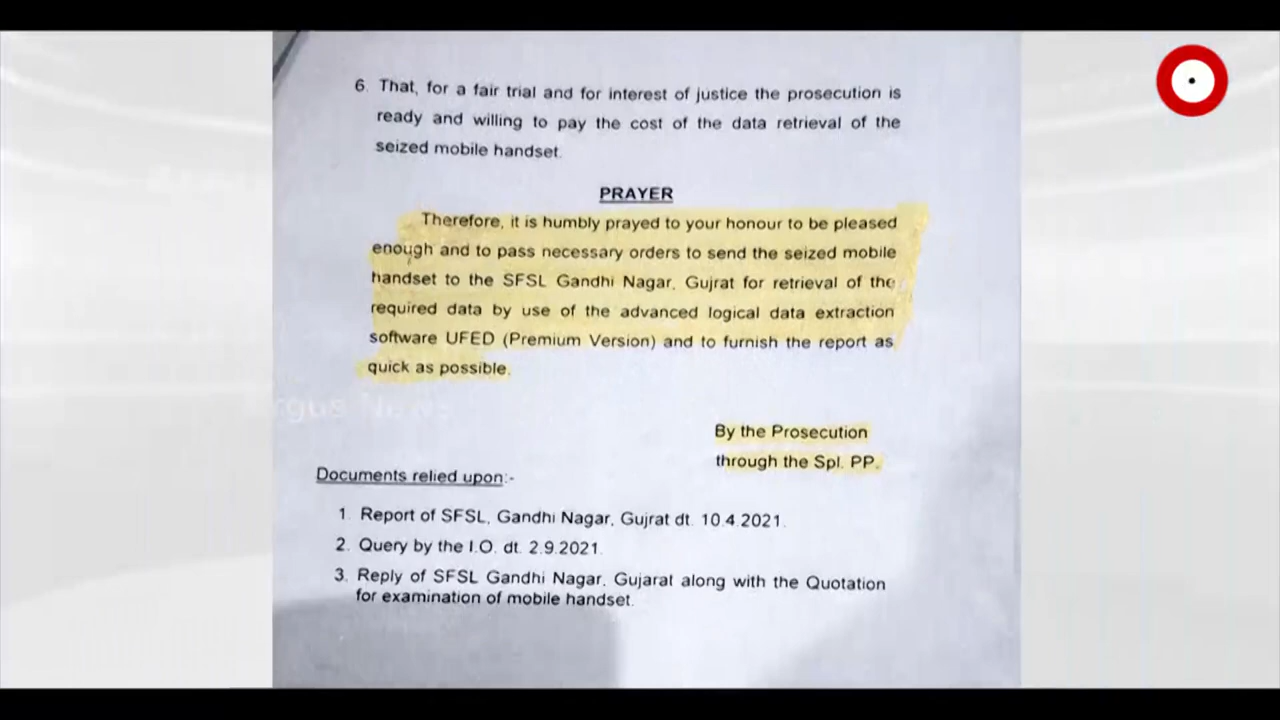 6. That, for a fair trial and for interest of justice the prosecution is
ready and willing to pay the cost of the data retrieval of the
seized mobile handset.
PRAYER
Therefore, it is humbly prayed to your honour to be pleased
enough and to pass necessary orders to send the seized mobile
handset to the SFSL Gandhi Nagar, Gujrat for retrieval of the
required data by use of the advanced logical data extraction
software UFED (Premium Version) and to furnish the report as
quick as possible.
rgus News
By the Prosecution
through the Spl. PP.
Documents relied upon:-
1. Report of SFSL, Gandhi Nagar, Gujrat dt. 10.4.2021.
2. Query by the I.O. dt. 2.9.2021.
3. Reply of SFSL Gandhi Nagar, Gujarat along with the Quotation
for examination of mobile handset.